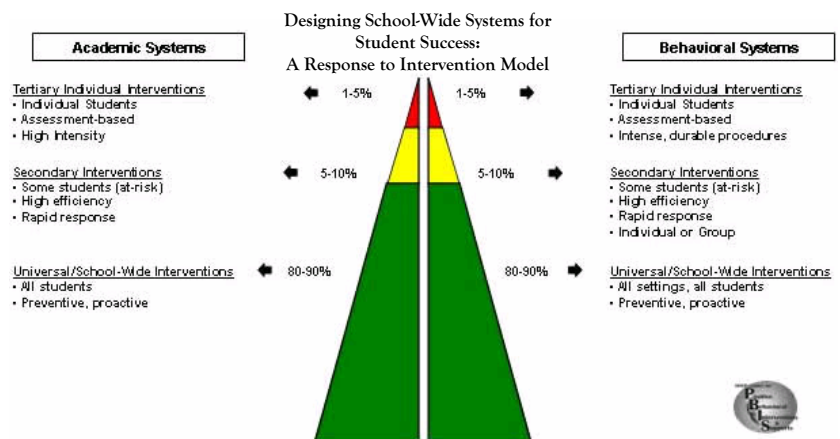 Designing School-Wide Systems for
Student Success:
A Response to Intervention Model
Academic Systems
Tertiary Individual Interventions
• Individual Students
• Assessment-based
• High Intensity
Secondary Interventions
• Some students (at-risk)
• High efficiency
• Rapid response
Universal/School-Wide Interventions
• All students
• Preventive, proactive
1-5%
5-10%
80-90%
1-5%
5-10%
80-90%
Behavioral Systems
Tertiary Individual Interventions
• Individual Students
• Assessment-based
• Intense, durable procedures
Secondary Interventions
• Some students (at-risk)
• High efficiency
• Rapid response
• Individual or Group
Universal/School-Wide Interventions
• All settings, all students
• Preventive, proactive
Positive
Behavioral
Interventions
Supports